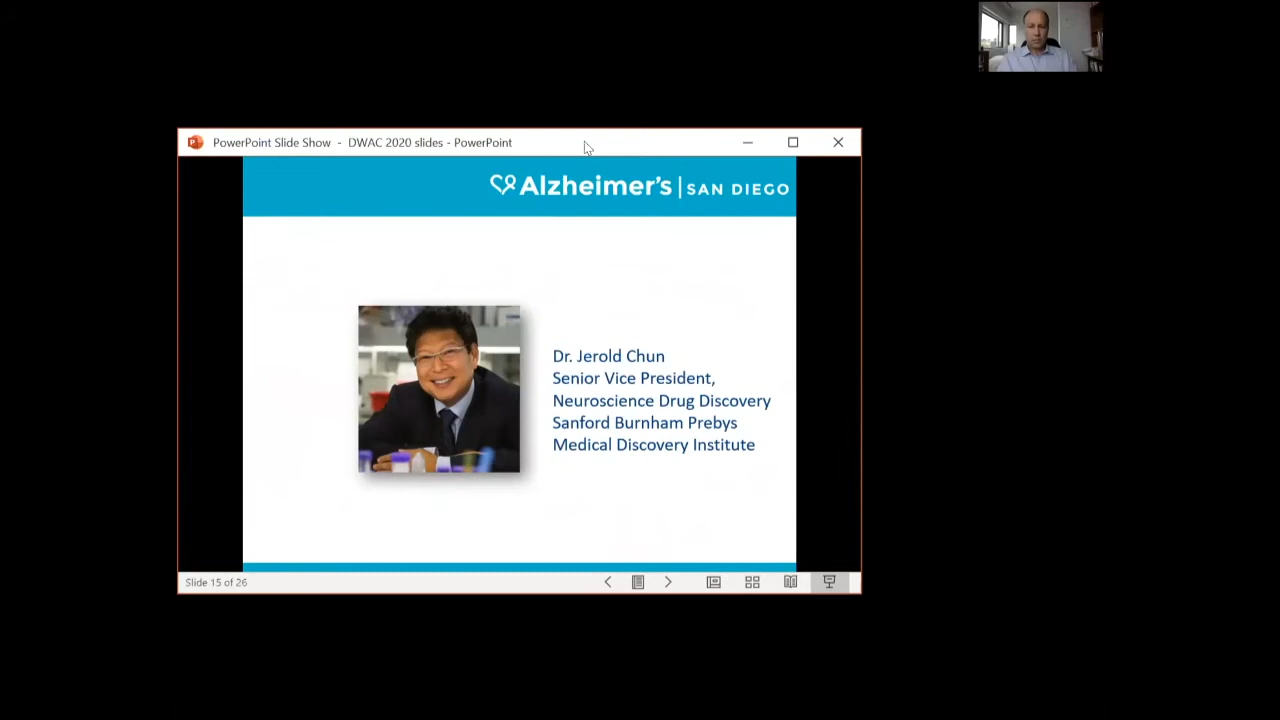 PowerPoint Slide Show - DWAC 2020 slides - PowerPoint
Alzheimer's | SAN DIEGO
Dr. Jerold Chun
Senior Vice President,
Neuroscience Drug Discovery
Sanford Burnham Prebys
Medical Discovery Institute
Slide 15 of 26